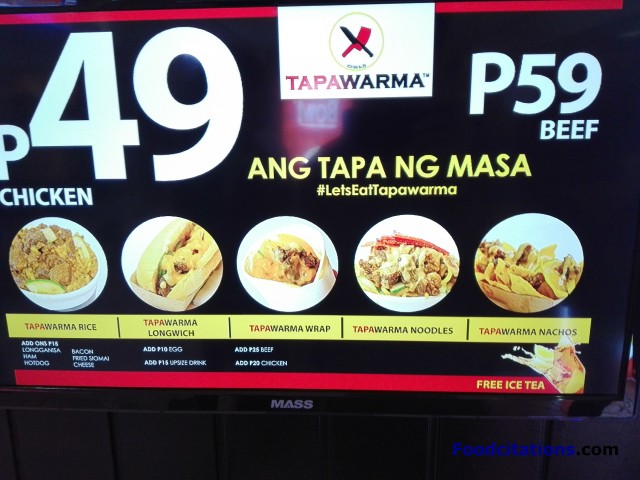 TAPAWARMA™
P49
CHICKEN
P59
BEEF
ANG TAPA NG MASA
#LetsEatTapawarma
TAPAWARMA RICE
TAPAWARMA
LONGWICH
TAPAWARMA WRAP
TAPAWARMA NOODLES
TAPAWARMA NACHOS
ADD ONS P15
LONGGANISA
HAM
HOTDOG
BACON
FRIED SIOMAI
CHEESE
ADD P10 EGG
ADD P15 UPSIZE DRINK
ADD P25 BEEF
ADD P20 CHICKEN
FREE ICE TEA
MASS
Foodcitations.com